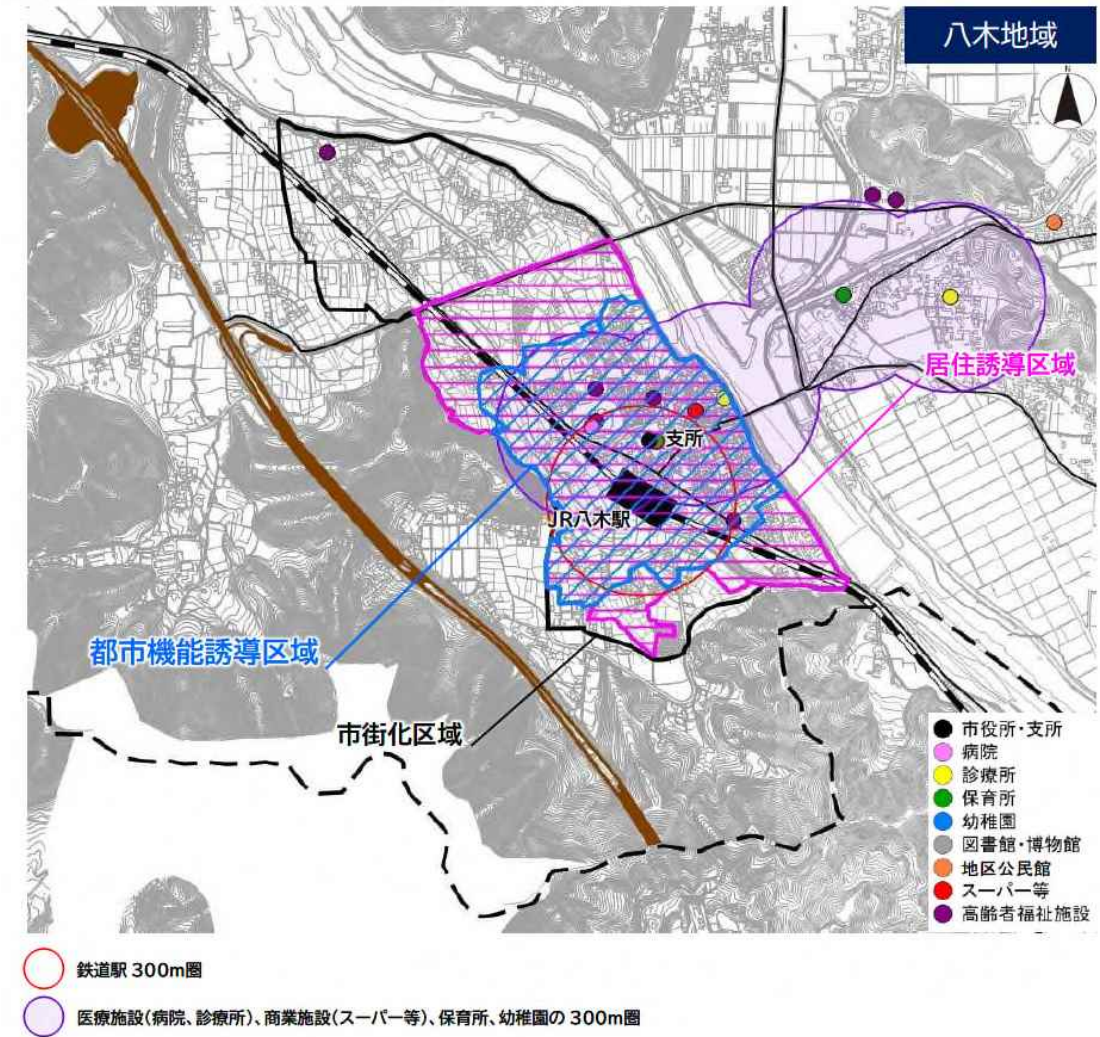 八木地域
N
居住誘導区域
支所
JR八木駅
都市機能誘導区域
市街化区域
市役所・支所
病院
診療所
保育所
幼稚園
図書館・博物館
地区公民館
スーパー等
高齢者福祉施設
鉄道駅 300m圏
医療施設(病院、診療所)、商業施設(スーパー等)、保育所、幼稚園の 300m圏